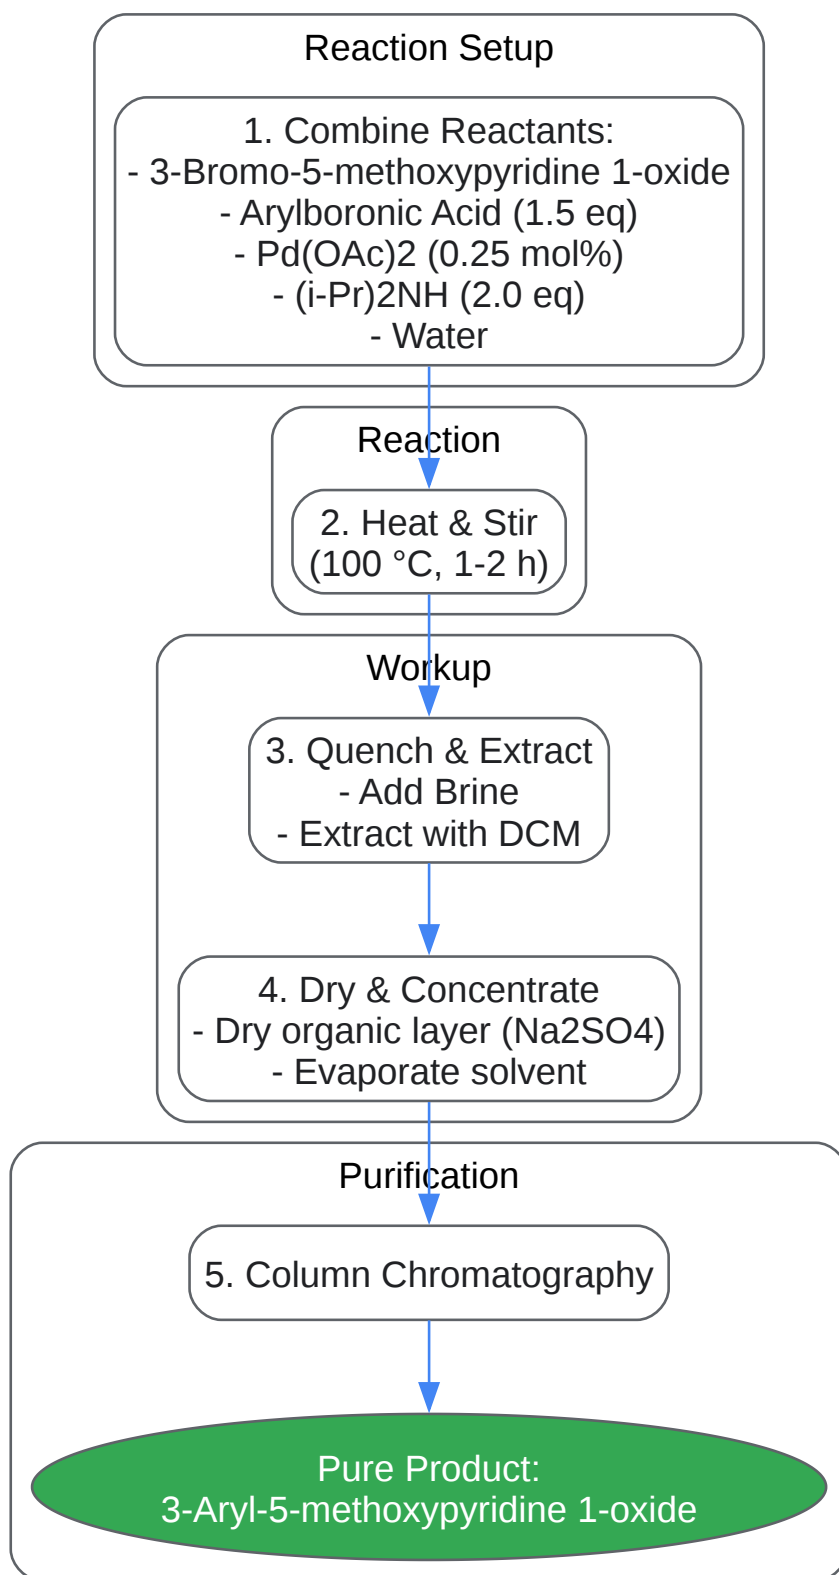 Reaction Setup
1. Combine Reactants:
- 3-Bromo-5-methoxypyridine 1-oxide
- Arylboronic Acid (1.5 eq)
- Pd(OAc)2 (0.25 mol%)
- (i-Pr)2NH (2.0 eq)
- Water
Reaction
2. Heat & Stir
(100 °C, 1-2 h)
Workup
3. Quench & Extract
- Add Brine
- Extract with DCM
4. Dry & Concentrate
- Dry organic layer (Na2SO4)
- Evaporate solvent
Purification
5. Column Chromatography
Pure Product:
3-Aryl-5-methoxypyridine 1-oxide